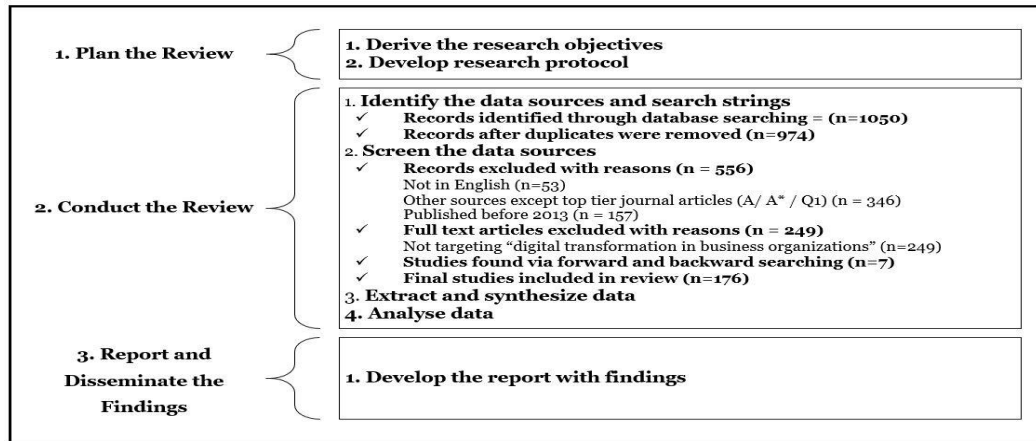 1. Plan the Review
1. Derive the research objectives
2. Develop research protocol
2. Conduct the Review
1. Identify the data sources and search strings
✓ Records identified through database searching = (n=1050)
✓ Records after duplicates were removed (n=974)
2. Screen the data sources
✓ Records excluded with reasons (n = 556)
Not in English (n=53)
Other sources except top tier journal articles (A/ A* / Q1) (n = 346)
Published before 2013 (n = 157)
✓ Full text articles excluded with reasons (n = 249)
Not targeting “digital transformation in business organizations” (n=249)
✓ Studies found via forward and backward searching (n=7)
✓ Final studies included in review (n=176)
3. Extract and synthesize data
4. Analyse data
3. Report and
Disseminate the
Findings
1. Develop the report with findings